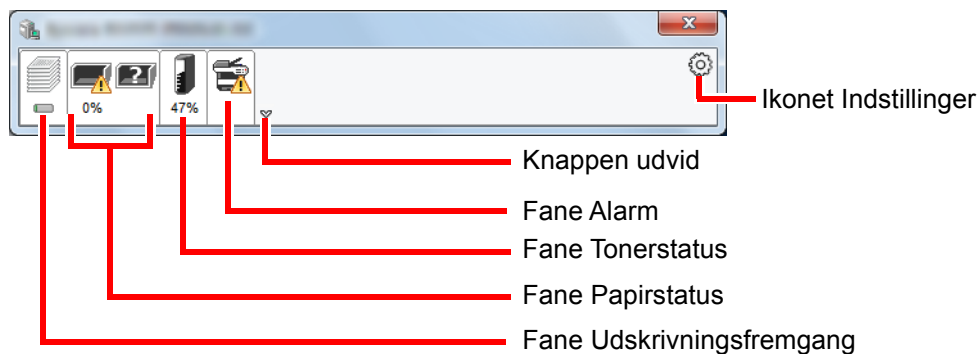 Ikonet Indstillinger
0%
47%
Knappen udvid
Fane Alarm
Fane Tonerstatus
Fane Papirstatus
Fane Udskrivningsfremgang